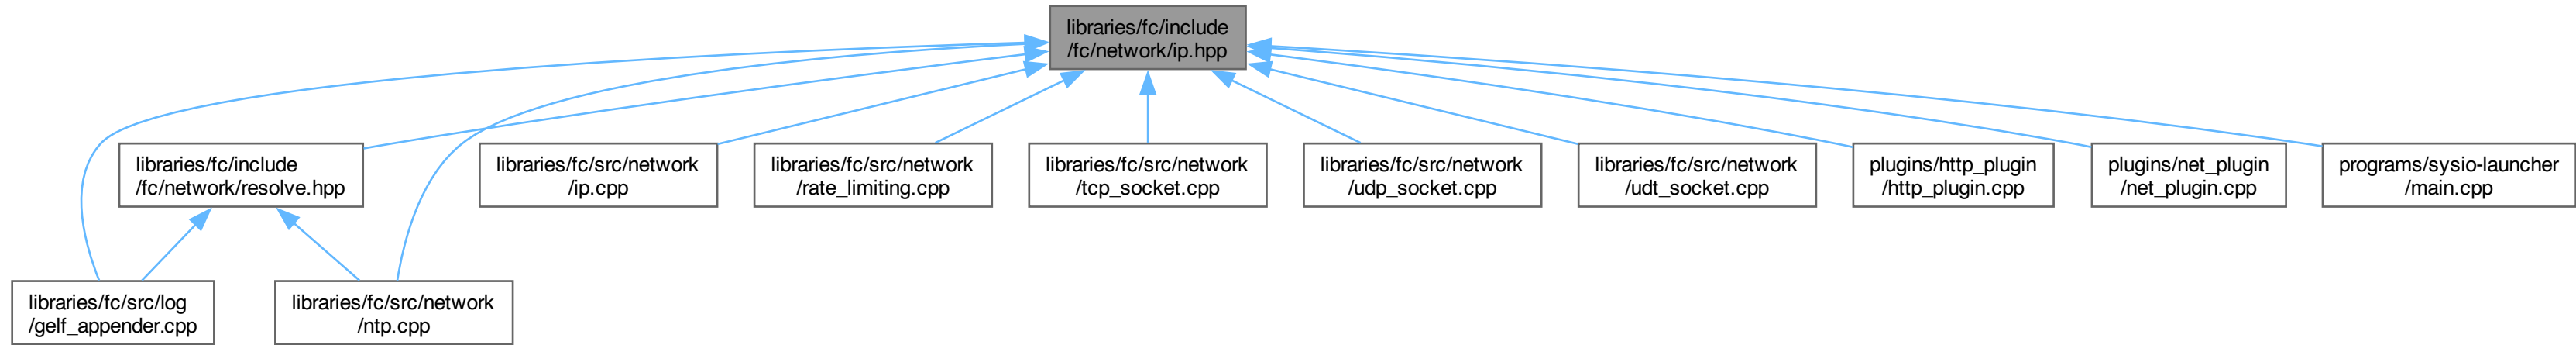 libraries/fc/include
/fc/network/ip.hpp
libraries/fc/include
/fc/network/resolve.hpp
libraries/fc/src/network
/ip.cpp
libraries/fc/src/network
/rate_limiting.cpp
libraries/fc/src/network
/tcp_socket.cpp
libraries/fc/src/network
/udp_socket.cpp
libraries/fc/src/network
/udt_socket.cpp
plugins/http_plugin
/http_plugin.cpp
plugins/net_plugin
/net_plugin.cpp
programs/sysio-launcher
/main.cpp
libraries/fc/src/log
/gelf_appender.cpp
libraries/fc/src/network
/ntp.cpp